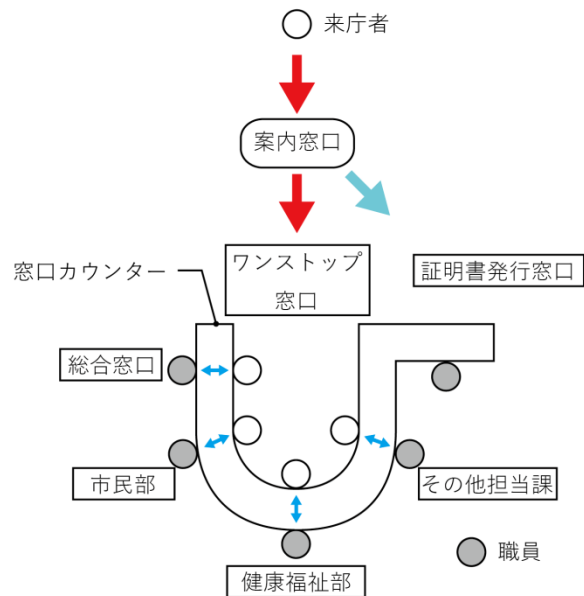 来庁者
案内窓口
ワンストップ
窓口
証明書発行窓口
窓口カウンター
総合窓口
市民部
その他担当課
職員
健康福祉部